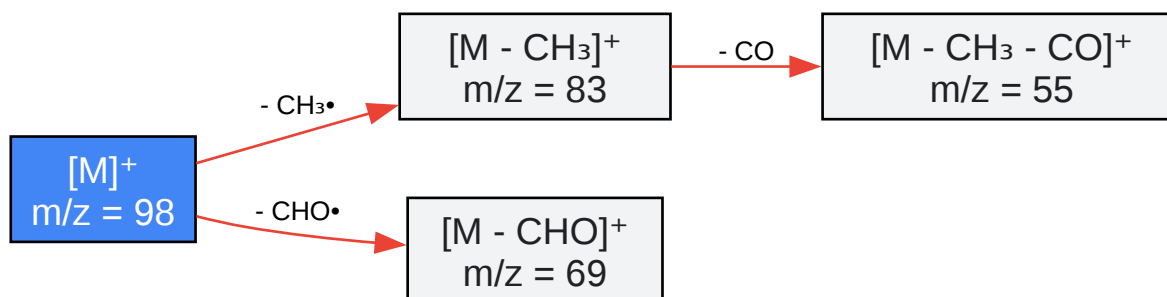 [M]⁺
m/z = 98
- CH₃•
[M - CH₃]⁺
m/z = 83
- CO
[M - CH₃ - CO]⁺
m/z = 55
- CHO•
[M - CHO]⁺
m/z = 69